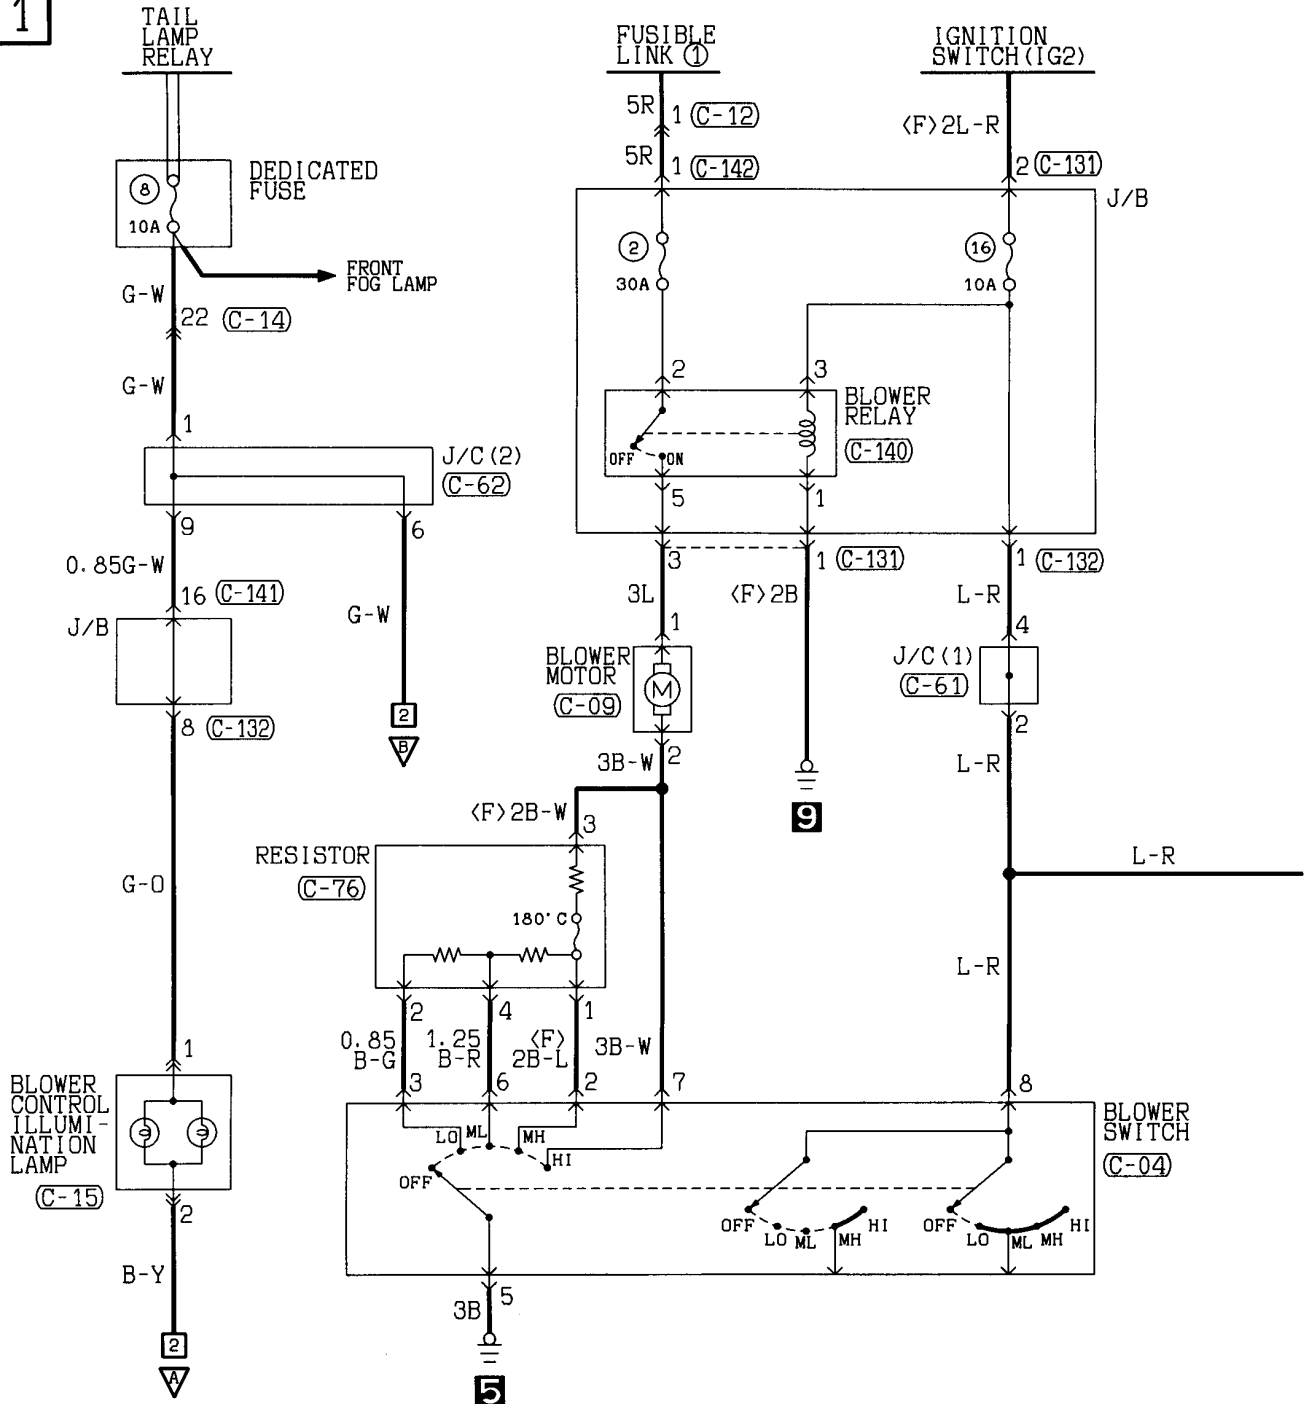 1
TAIL
LAMP
RELAY
FUSIBLE
LINK ①
IGNITION
SWITCH(IG2)
5R
1 (C-12)
<F>2L-R
5R
1 (C-142)
2 (C-131)
J/B
DEDICATED
FUSE
8
10A
2
30A
16
10A
FRONT
FOG LAMP
G-W
22 (C-14)
G-W
1
2
3
BLOWER
RELAY
(C-140)
OFF
ON
J/C(2)
(C-62)
5
1
9
6
3
1 (C-131)
1 (C-132)
0.85G-W
16 (C-141)
3L
<F>2B
L-R
J/B
G-W
1
4
BLOWER
MOTOR
(C-09)
M
J/C(1)
(C-61)
8 (C-132)
2
B
2
2
3B-W
L-R
<F>2B-W
3
9
RESISTOR
(C-76)
180°C
L-R
G-O
L-R
2
4
1
0.85
B-G
1.25
B-R
<F>
2B-L
3B-W
1
3
6
2
7
8
BLOWER
CONTROL
ILLUMI-
NATION
LAMP
(C-15)
BLOWER
SWITCH
(C-04)
OFF
LO
ML
MH
HI
OFF
LO
ML
MH
HI
OFF
LO
ML
MH
HI
2
B-Y
5
3B
2
A
5